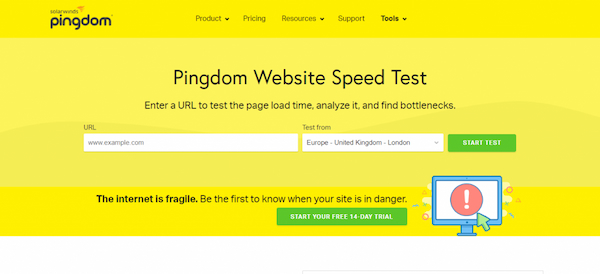 solarwinds
pingdom
Product Pricing Resources Support Tools
Pingdom Website Speed Test
Enter a URL to test the page load time, analyze it, and find bottlenecks.
URL Test from
www.example.com Europe - United Kingdom - London START TEST
The internet is fragile. Be the first to know when your site is in danger.
START YOUR FREE 14-DAY TRIAL